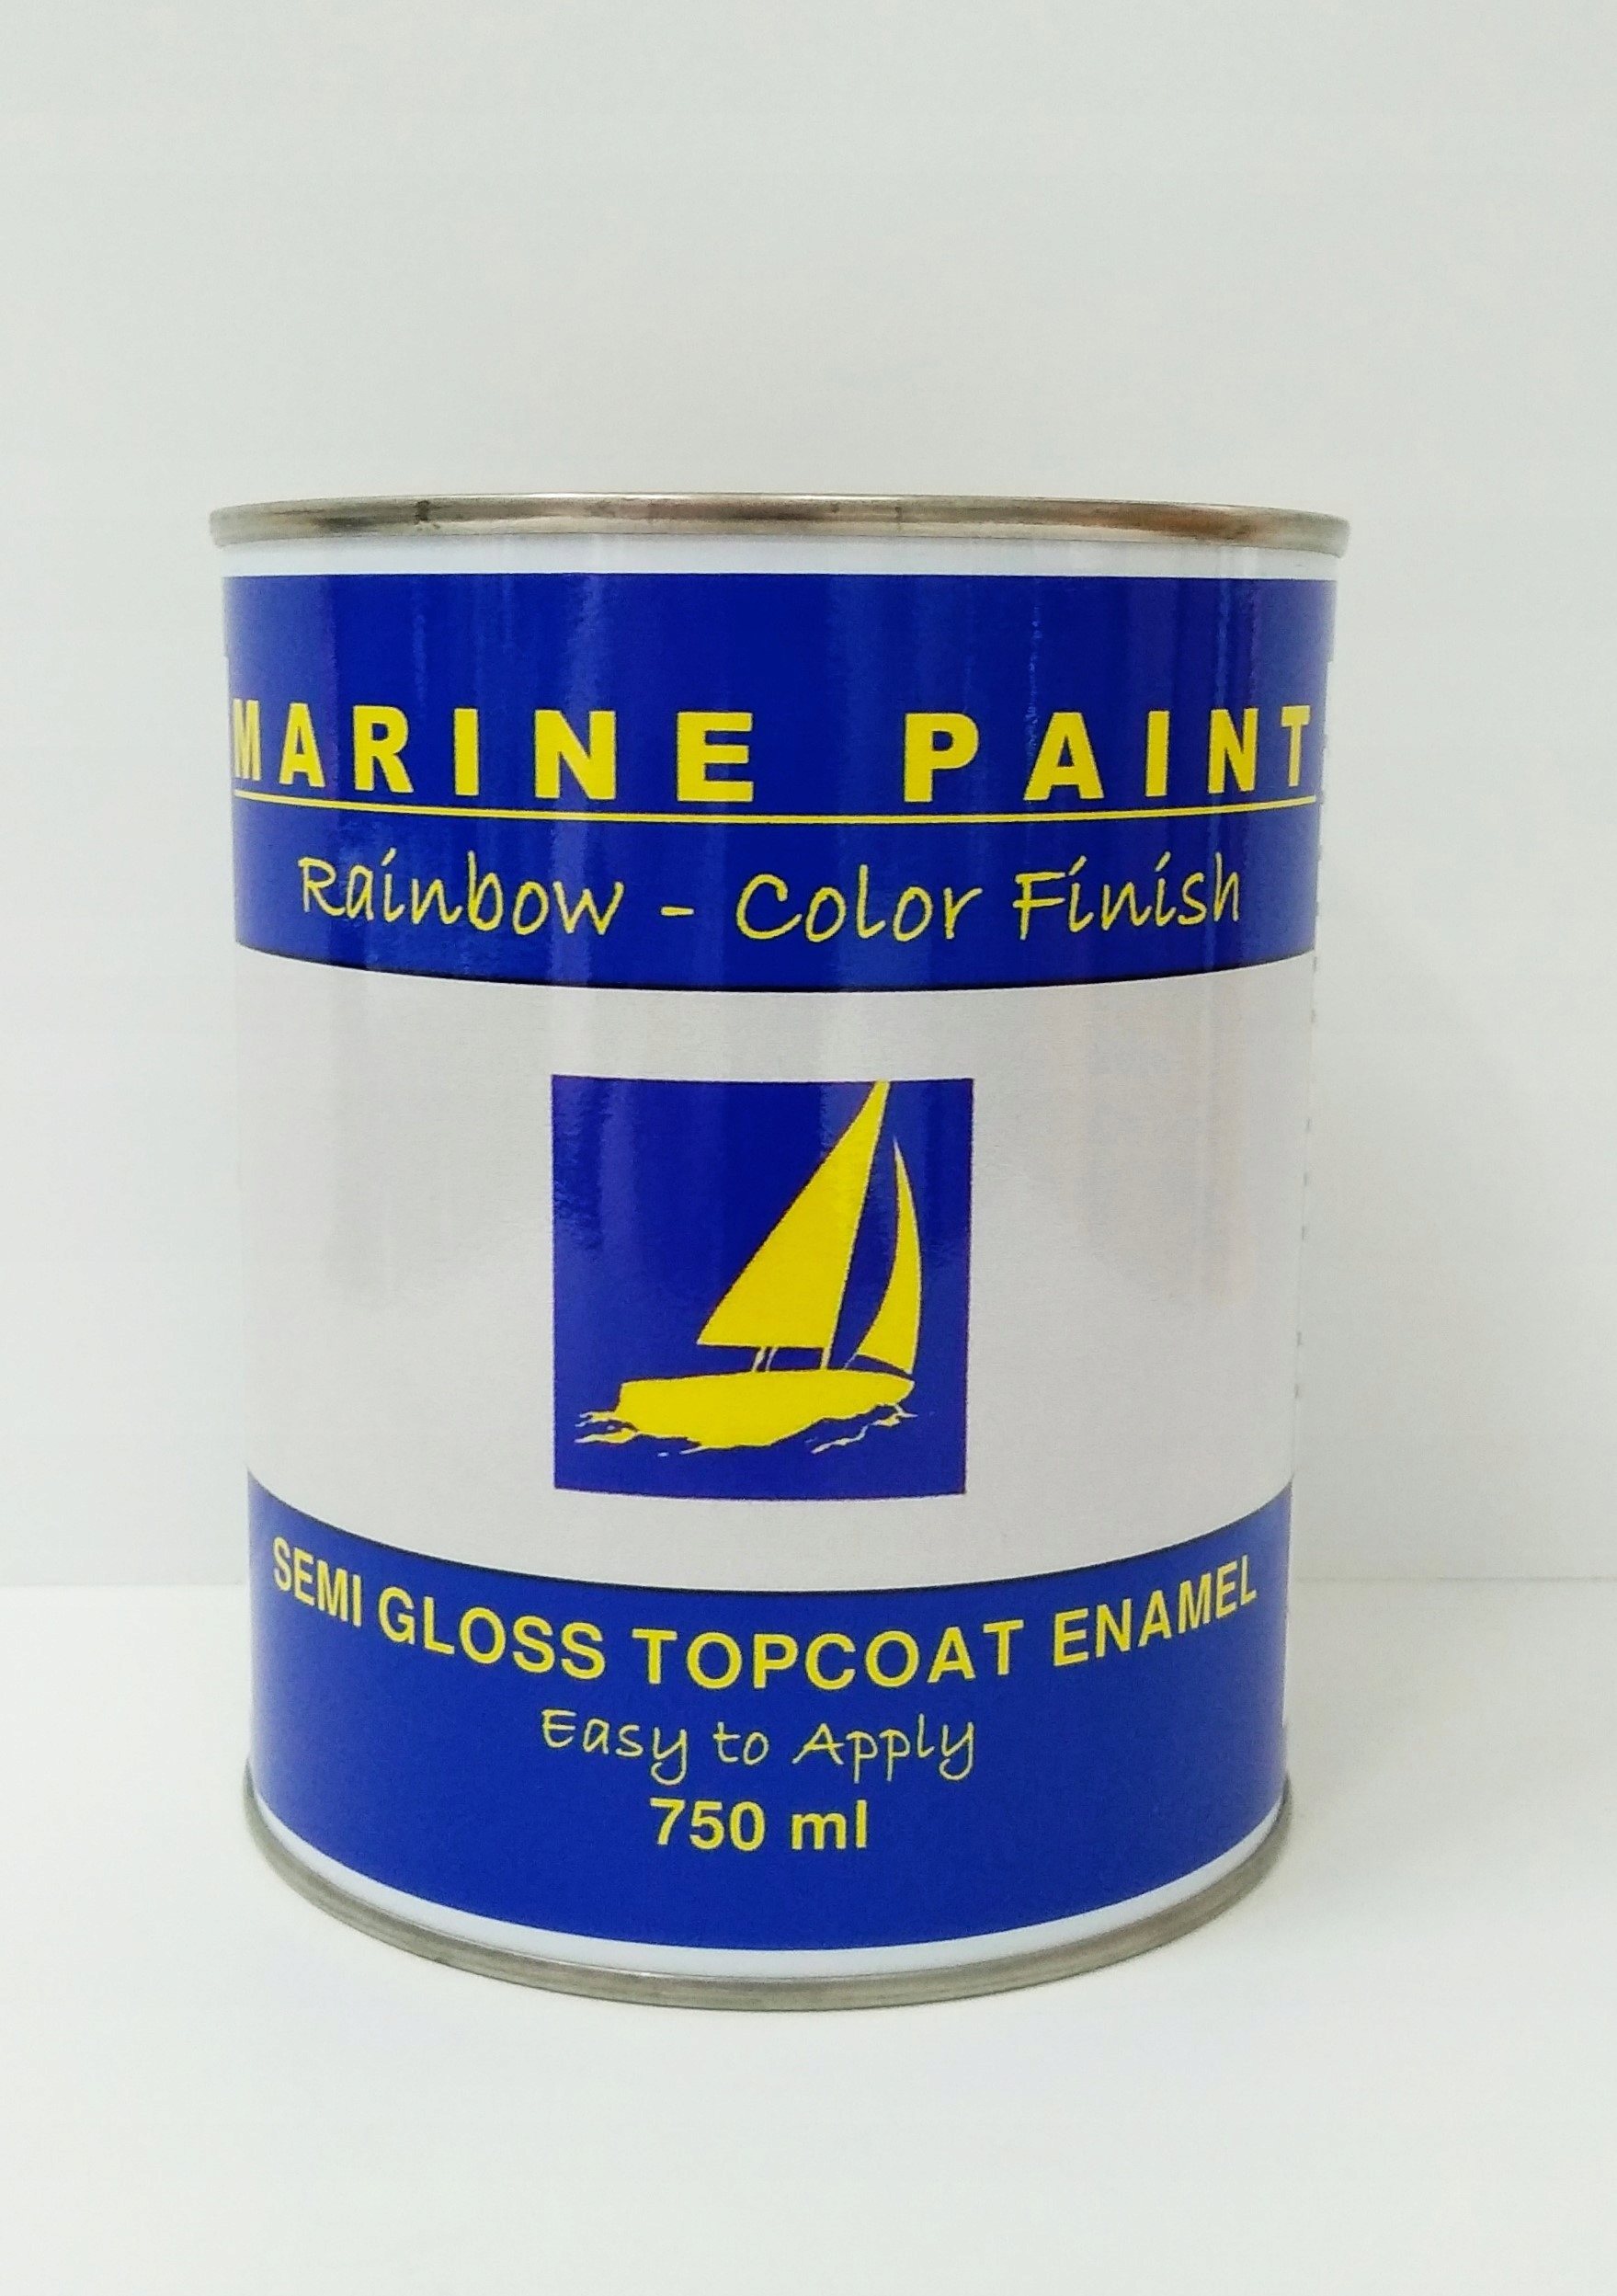 MARINE PAINT
Rainbow - Color Finish
SEMI GLOSS TOPCOAT ENAMEL
Easy to Apply
750 ml